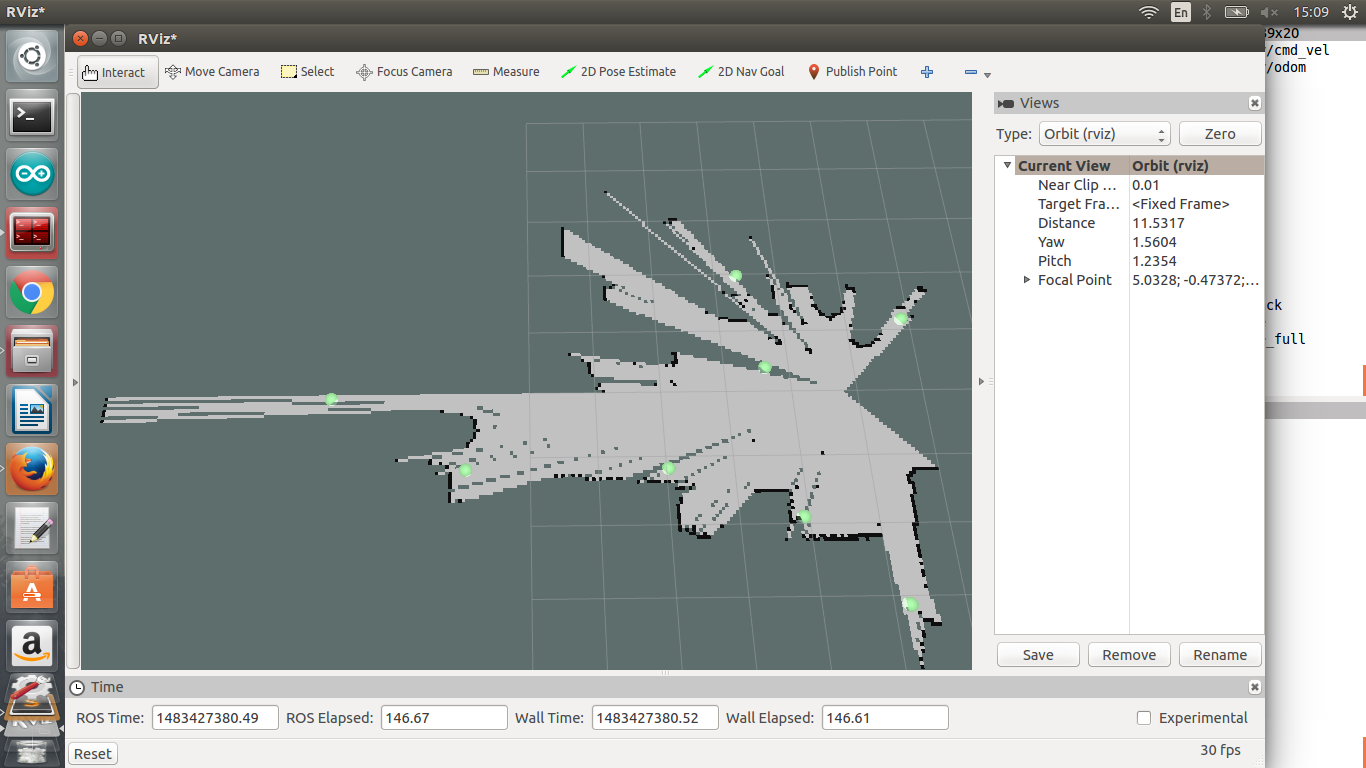 RViz*
En
15:09
RViz*
Interact Move Camera Select Focus Camera Measure 2D Pose Estimate 2D Nav Goal Publish Point
Views
Type: Orbit (rviz) Zero
Current View Orbit (rviz)
Near Clip ... 0.01
Target Fra... <Fixed Frame>
Distance 11.5317
Yaw 1.5604
Pitch 1.2354
Focal Point 5.0328; -0.47372;...
Save Remove Rename
/cmd_vel
/odom
ck
_full
Time
ROS Time: 1483427380.49 ROS Elapsed: 146.67 Wall Time: 1483427380.52 Wall Elapsed: 146.61 Experimental
Reset 30 fps